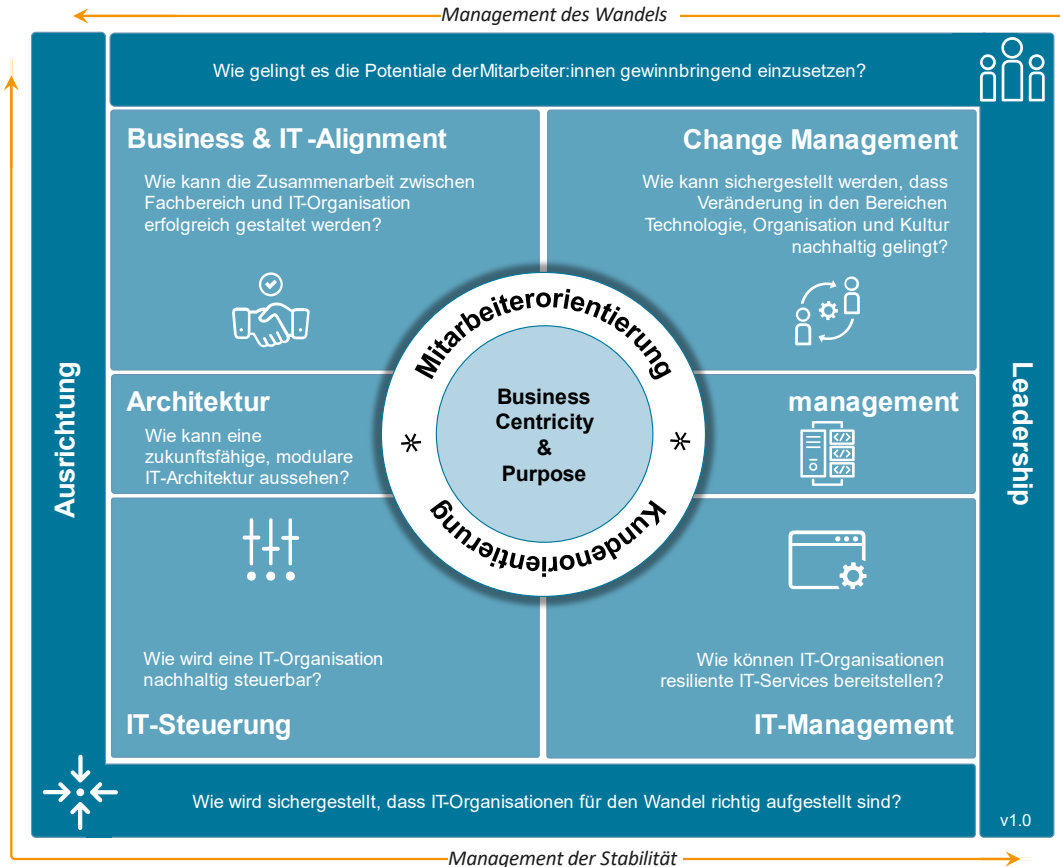 Management des Wandels
Wie gelingt es die Potentiale derMitarbeiter:innen gewinnbringend einzusetzen?
Ausrichtung
Leadership
Business & IT -Alignment
Wie kann die Zusammenarbeit zwischen
Fachbereich und IT-Organisation
erfolgreich gestaltet werden?
Change Management
Wie kann sichergestellt werden, dass
Veränderung in den Bereichen
Technologie, Organisation und Kultur
nachhaltig gelingt?
Mitarbeiterorientierung
*
Business
Centricity
&
Purpose
*
Kundenorientierung
Architektur
Wie kann eine
zukunftsfähige, modulare
IT-Architektur aussehen?
management
Wie wird eine IT-Organisation
nachhaltig steuerbar?
IT-Steuerung
Wie können IT-Organisationen
resiliente IT-Services bereitstellen?
IT-Management
Wie wird sichergestellt, dass IT-Organisationen für den Wandel richtig aufgestellt sind?
v1.0
Management der Stabilität